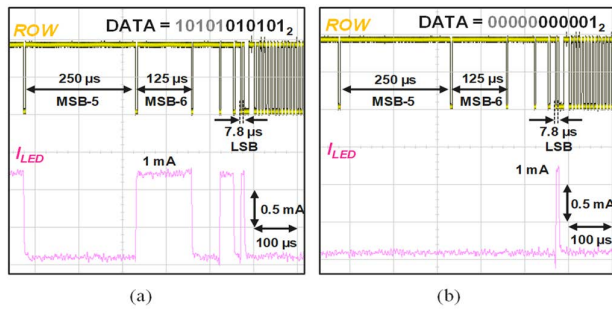 ROW DATA = 10101010101₂
250 µs 125 µs
MSB-5 MSB-6
7.8 µs
LSB
I_LED
1 mA
0.5 mA
100 µs
(a)
ROW DATA = 00000000001₂
250 µs 125 µs
MSB-5 MSB-6
7.8 µs
LSB
I_LED
1 mA
0.5 mA
100 µs
(b)